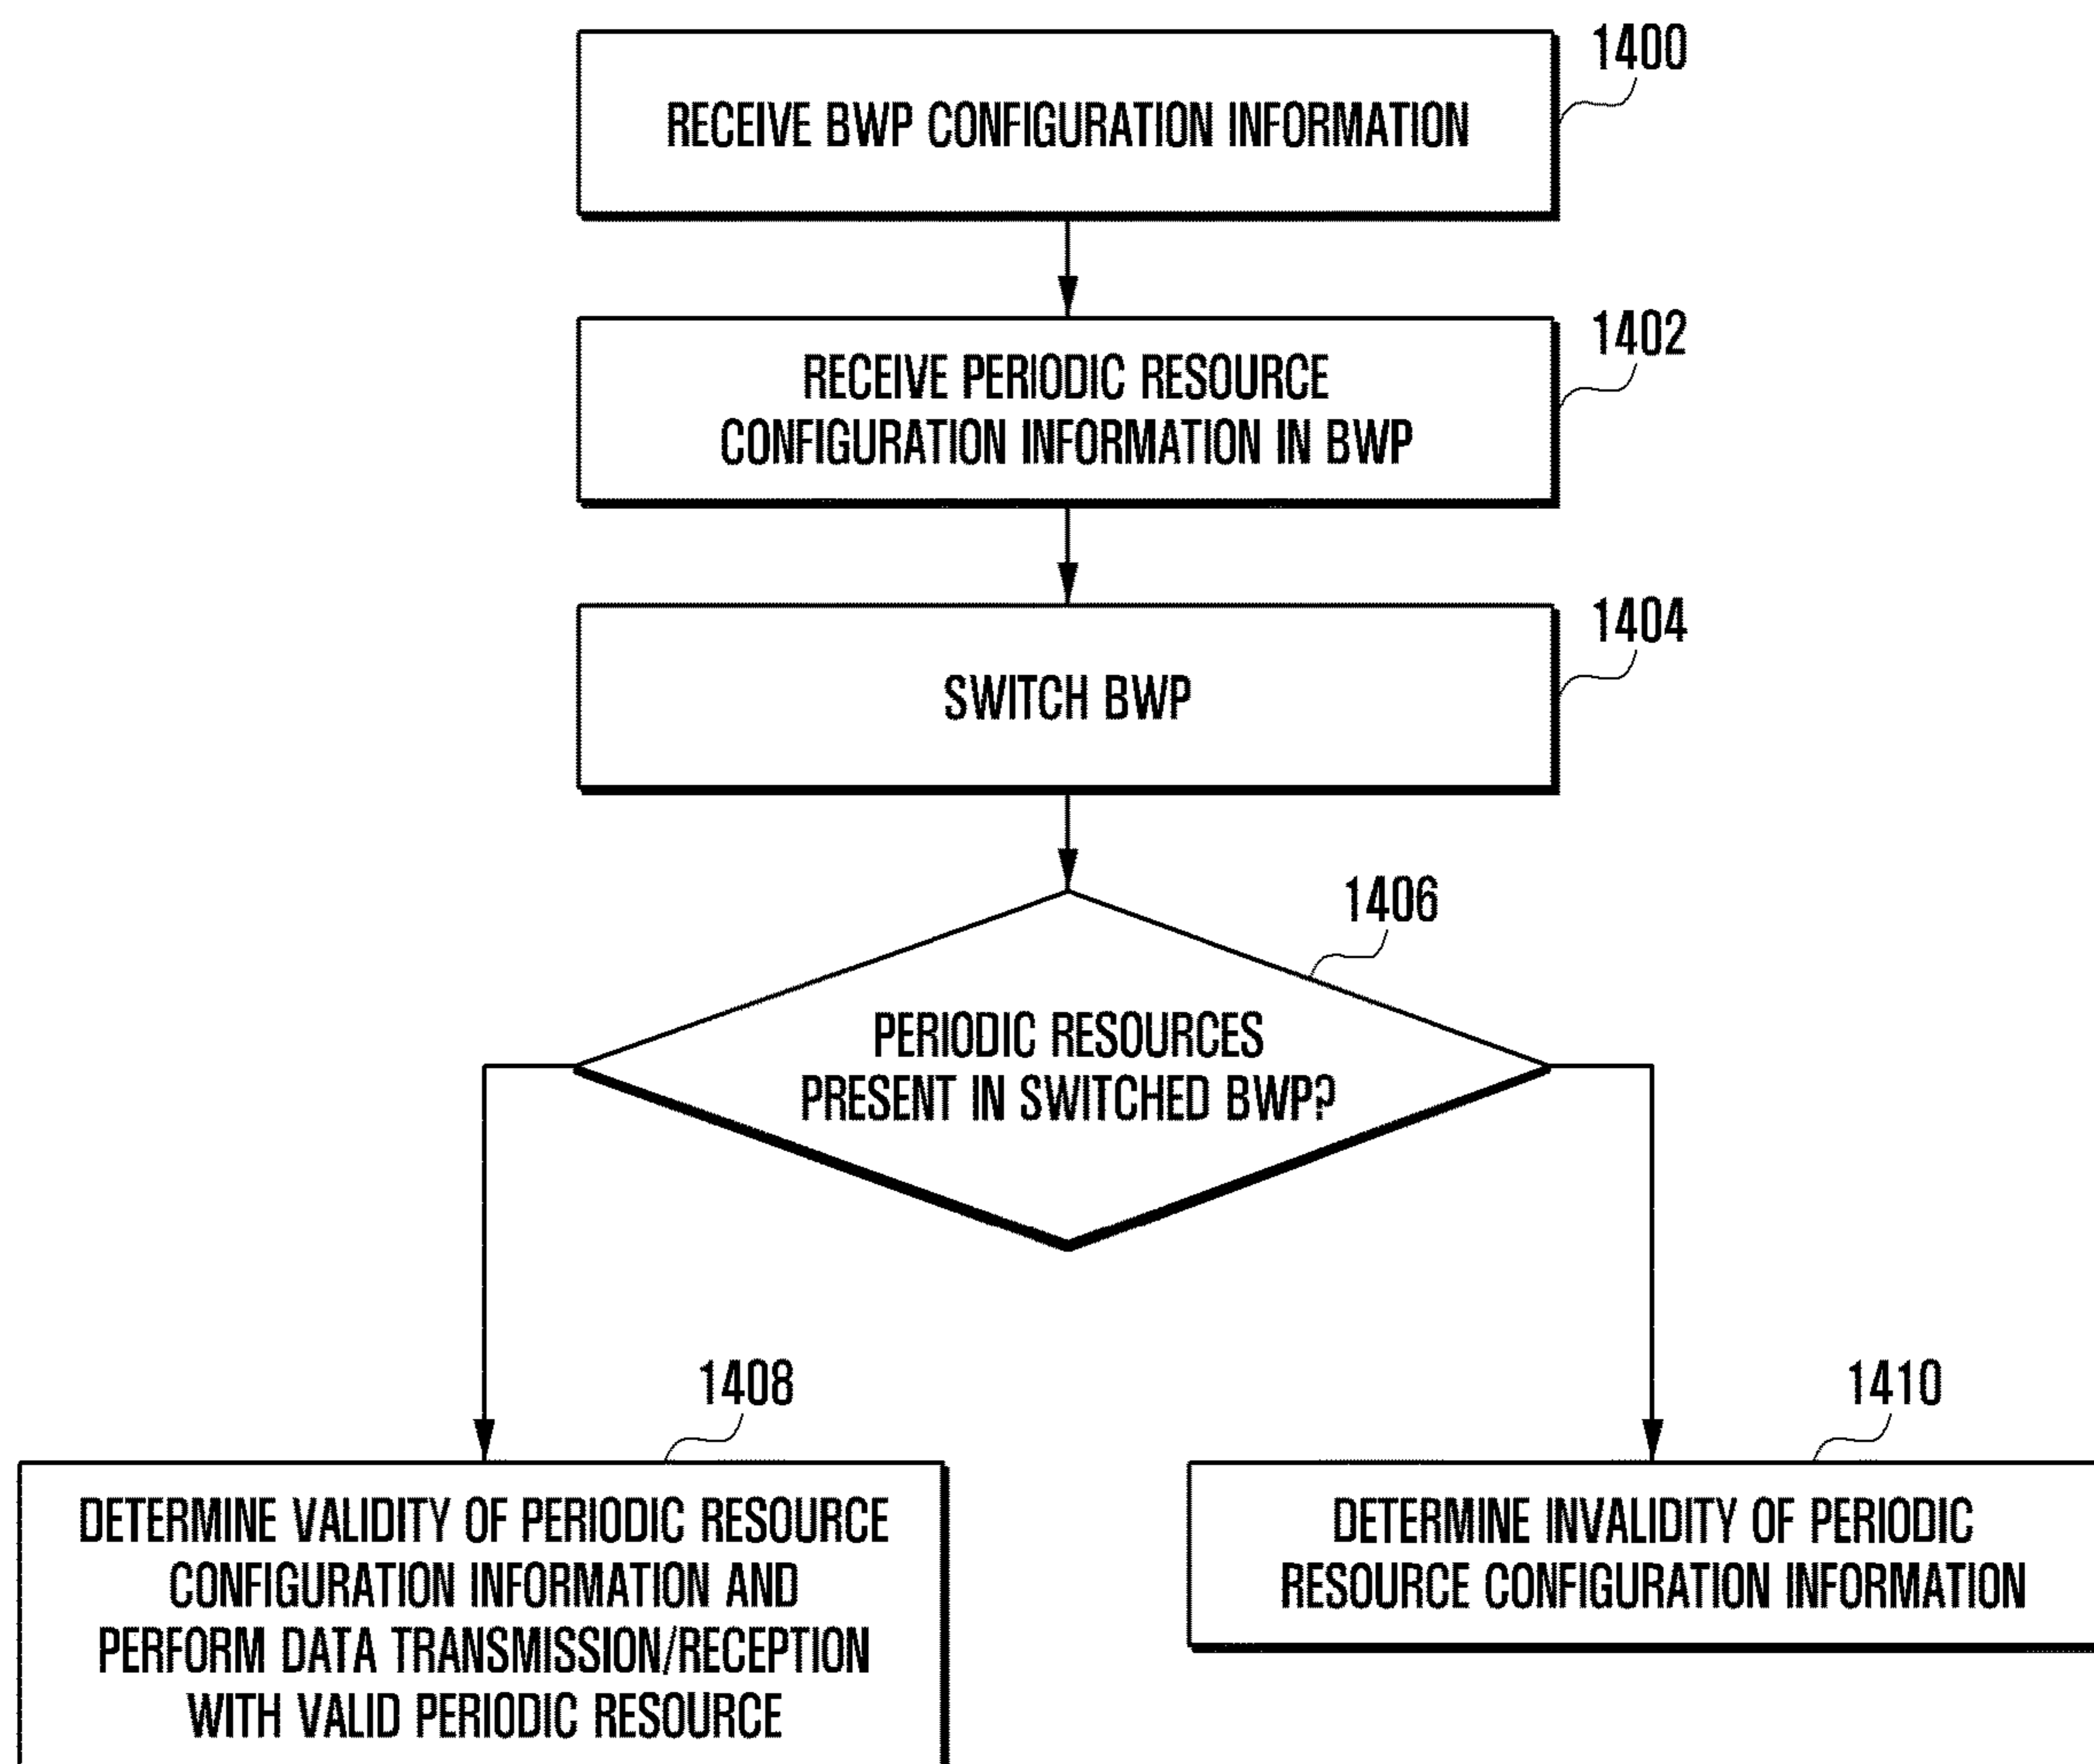 1400
RECEIVE BWP CONFIGURATION INFORMATION
1402
RECEIVE PERIODIC RESOURCE
CONFIGURATION INFORMATION IN BWP
1404
SWITCH BWP
1406
PERIODIC RESOURCES
PRESENT IN SWITCHED BWP?
1408
DETERMINE VALIDITY OF PERIODIC RESOURCE
CONFIGURATION INFORMATION AND
PERFORM DATA TRANSMISSION/RECEPTION
WITH VALID PERIODIC RESOURCE
1410
DETERMINE INVALIDITY OF PERIODIC
RESOURCE CONFIGURATION INFORMATION